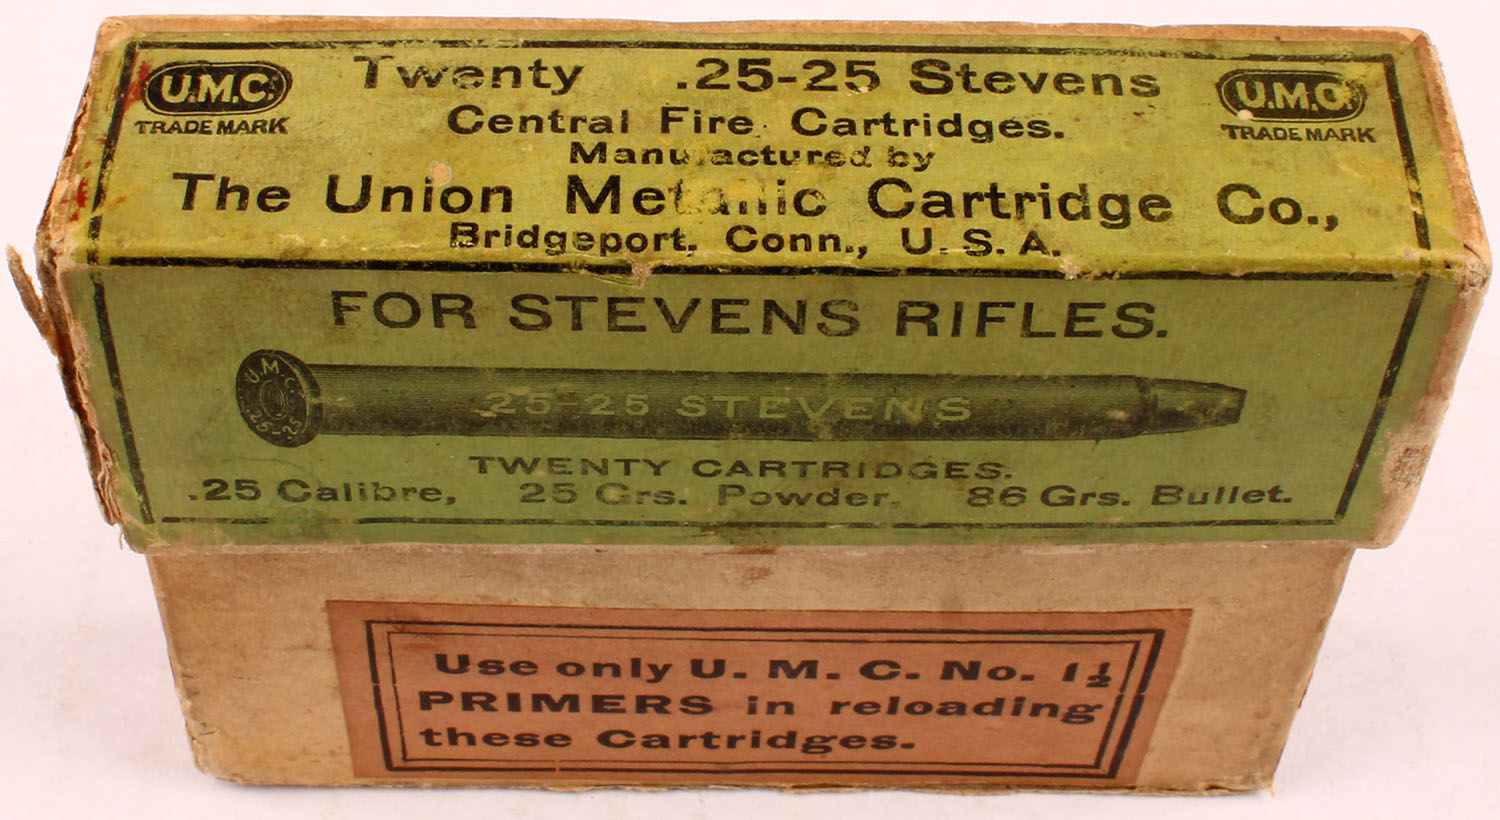 U.M.C.
TRADE MARK
Twenty .25-25 Stevens
U.M.C.
TRADE MARK
Central Fire Cartridges.
Manufactured by
The Union Metallic Cartridge Co.,
Bridgeport, Conn., U.S.A.
FOR STEVENS RIFLES.
U.M.C
.25-25
25-25 STEVENS
TWENTY CARTRIDGES.
.25 Calibre, 25 Grs. Powder, 86 Grs. Bullet.
Use only U. M. C. No. 1½
PRIMERS in reloading
these Cartridges.